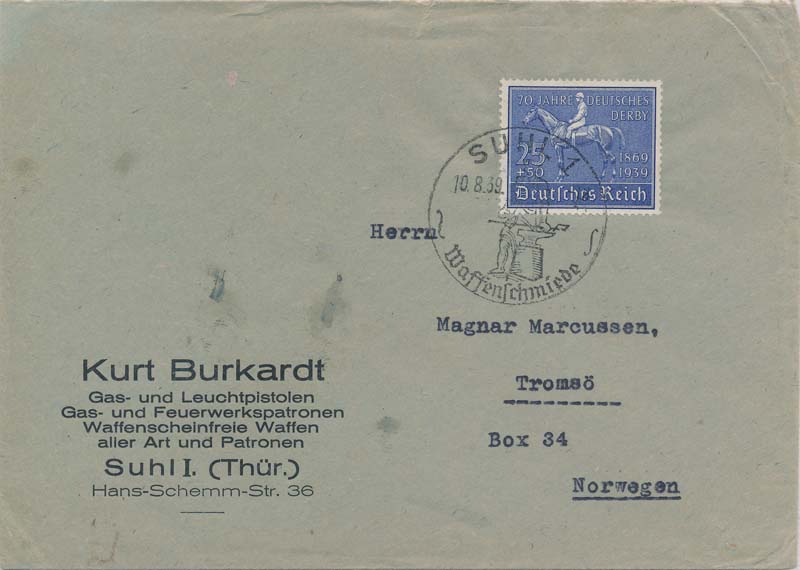 70 JAHRE DEUTSCHES
DERBY
25
+50
1869
1939
Deutsches Reich
SUHL 1
10.8.39.
Waffenschmiede
Herrn
Magnar Marcussen,
Tromsö
Box 34
Norwegen
Kurt Burkardt
Gas- und Leuchtpistolen
Gas- und Feuerwerkspatronen
Waffenscheinfreie Waffen
aller Art und Patronen
Suhl I. (Thür.)
Hans-Schemm-Str. 36